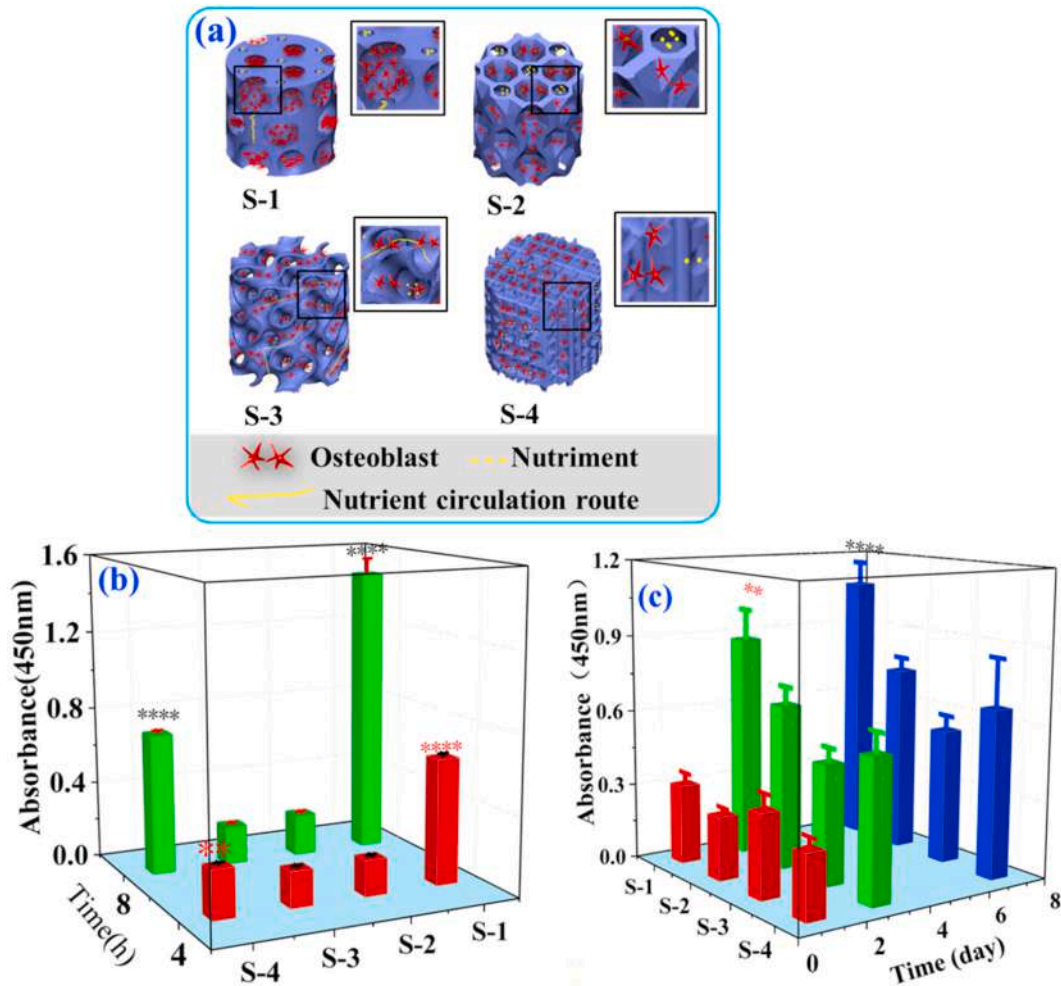 (a)
S-1
S-2
S-3
S-4
Osteoblast
Nutriment
Nutrient circulation route
(b)
Absorbance(450nm)
1.6
1.2
0.8
0.4
0.0
****
****
****
**
Time(h)
8
4
S-4
S-3
S-2
S-1
(c)
Absorbance (450nm)
1.2
0.9
0.6
0.3
0.0
**
****
S-1
S-2
S-3
S-4
0
2
4
6
8
Time (day)